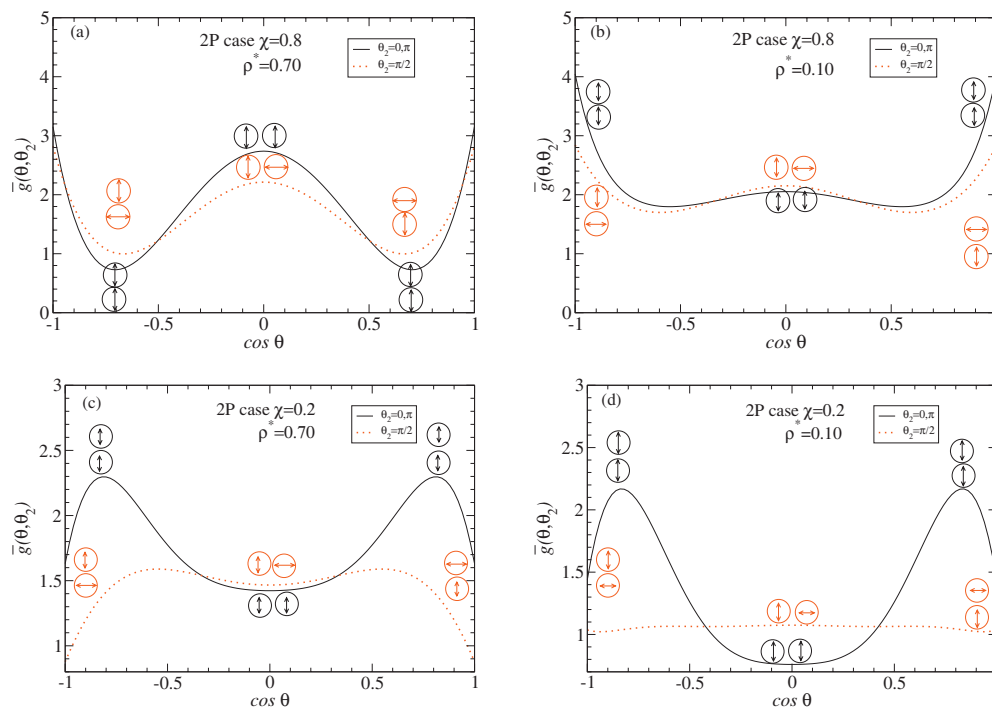 (a)
2P case χ=0.8
ρ*=0.70
θ₂=0,π
θ₂=π/2
5
4
3
2
1
0
g̅(θ,θ₂)
-1
-0.5
0
0.5
1
cos θ
(b)
2P case χ=0.8
ρ*=0.10
θ₂=0,π
θ₂=π/2
5
4
3
2
1
0
g̅(θ,θ₂)
-1
-0.5
0
0.5
1
cos θ
(c)
2P case χ=0.2
ρ*=0.70
θ₂=0,π
θ₂=π/2
3
2.5
2
1.5
1
g̅(θ,θ₂)
-1
-0.5
0
0.5
1
cos θ
(d)
2P case χ=0.2
ρ*=0.10
θ₂=0,π
θ₂=π/2
3
2.5
2
1.5
1
g̅(θ,θ₂)
-1
-0.5
0
0.5
1
cos θ